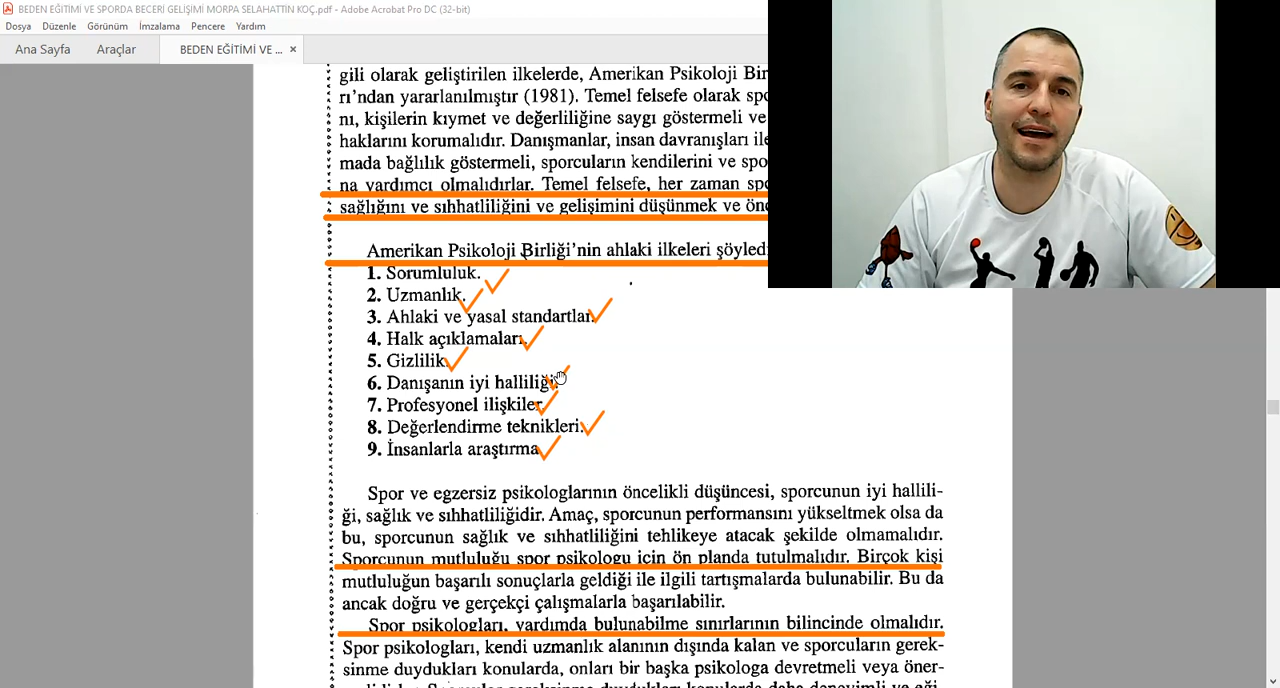 BEDEN EĞİTİMİ VE SPORDA BECERİ GELİŞİMİ MORPA SELAHATTİN KOÇ.pdf - Adobe Acrobat Pro DC (32-bit)
Dosya Düzenle Görünüm İmzalama Pencere Yardım
Ana Sayfa Araçlar BEDEN EĞİTİMİ VE ... ×
gili olarak geliştirilen ilkelerde, Amerikan Psikoloji Bir
rı'ndan yararlanılmıştır (1981). Temel felsefe olarak spo
nı, kişilerin kıymet ve değerliliğine saygı göstermeli ve
haklarını korumalıdır. Danışmanlar, insan davranışları ile
mada bağlılık göstermeli, sporcuların kendilerini ve spo
na yardımcı olmalıdırlar. Temel felsefe, her zaman spo
sağlığını ve sıhhatliliğini ve gelişimini düşünmek ve önc
Amerikan Psikoloji Birliği'nin ahlaki ilkeleri şöyledi
1. Sorumluluk.
2. Uzmanlık.
3. Ahlaki ve yasal standartlar.
4. Halk açıklamaları.
5. Gizlilik
6. Danışanın iyi halliliği.
7. Profesyonel ilişkiler
8. Değerlendirme teknikleri.
9. İnsanlarla araştırma
Spor ve egzersiz psikologlarının öncelikli düşüncesi, sporcunun iyi hallili-
ği, sağlık ve sıhhatliliğidir. Amaç, sporcunun performansını yükseltmek olsa da
bu, sporcunun sağlık ve sıhhatliliğini tehlikeye atacak şekilde olmamalıdır.
Sporcunun mutluluğu spor psikologu için ön planda tutulmalıdır. Birçok kişi
mutluluğun başarılı sonuçlarla geldiği ile ilgili tartışmalarda bulunabilir. Bu da
ancak doğru ve gerçekçi çalışmalarla başarılabilir.
Spor psikologları, yardımda bulunabilme sınırlarının bilincinde olmalıdır.
Spor psikologları, kendi uzmanlık alanının dışında kalan ve sporcuların gerek-
sinme duydukları konularda, onları bir başka psikologa devretmeli veya öner-